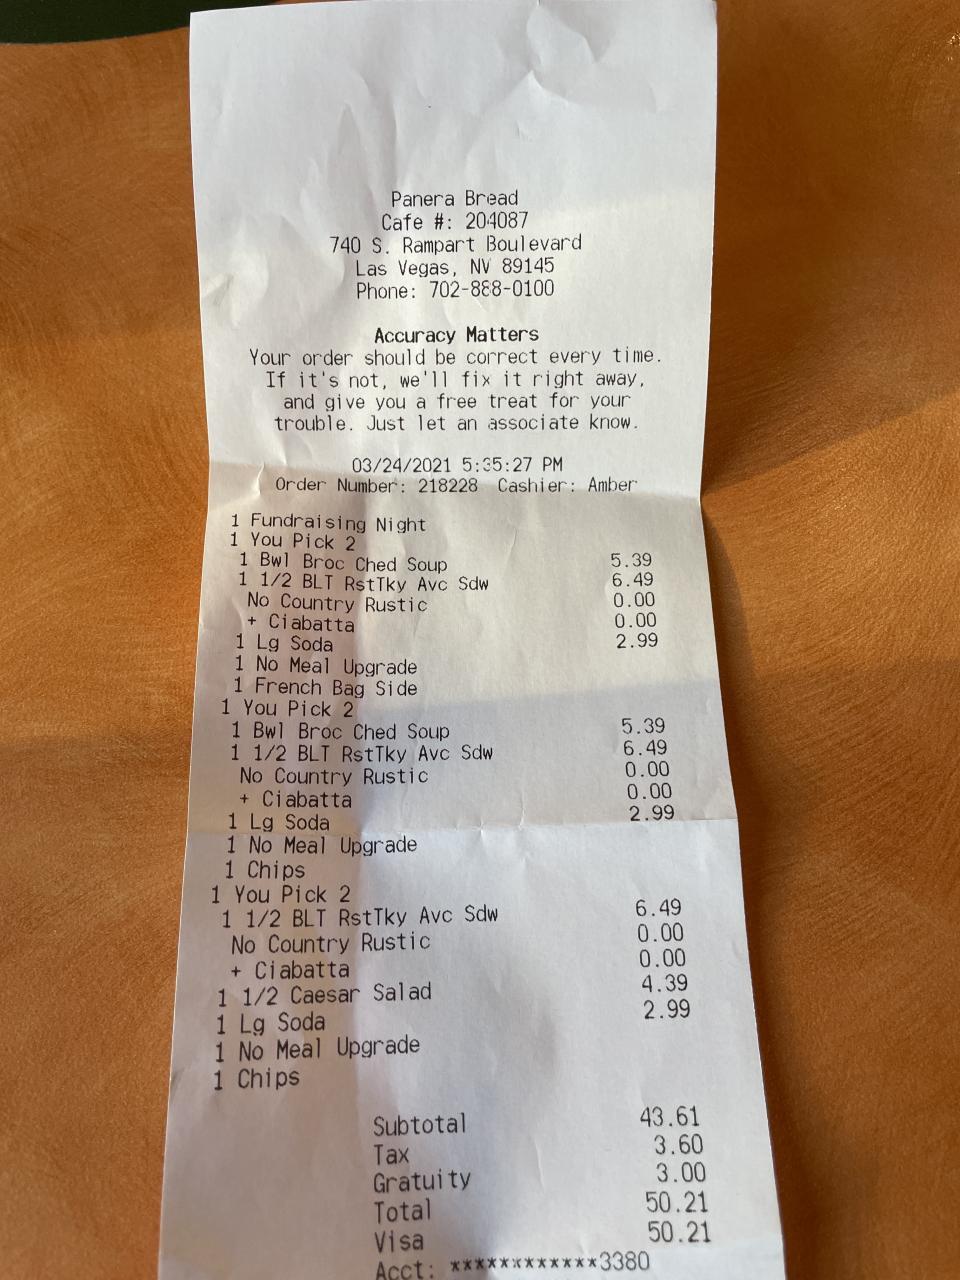 Panera Bread
Cafe #: 204087
740 S. Rampart Boulevard
Las Vegas, NV 89145
Phone: 702-888-0100
Accuracy Matters
Your order should be correct every time.
If it's not, we'll fix it right away,
and give you a free treat for your
trouble. Just let an associate know.
03/24/2021 5:35:27 PM
Order Number: 218228 Cashier: Amber
1 Fundraising Night
1 You Pick 2
1 Bwl Broc Ched Soup 5.39
1 1/2 BLT RstTky Avc Sdw 6.49
No Country Rustic 0.00
+ Ciabatta 0.00
1 Lg Soda 2.99
1 No Meal Upgrade
1 French Bag Side
1 You Pick 2
1 Bwl Broc Ched Soup 5.39
1 1/2 BLT RstTky Avc Sdw 6.49
No Country Rustic 0.00
+ Ciabatta 0.00
1 Lg Soda 2.99
1 No Meal Upgrade
1 Chips
1 You Pick 2
1 1/2 BLT RstTky Avc Sdw 6.49
No Country Rustic 0.00
+ Ciabatta 0.00
1 1/2 Caesar Salad 4.39
1 Lg Soda 2.99
1 No Meal Upgrade
1 Chips
Subtotal 43.61
Tax 3.60
Gratuity 3.00
Total 50.21
Visa 50.21
Acct: ************3380